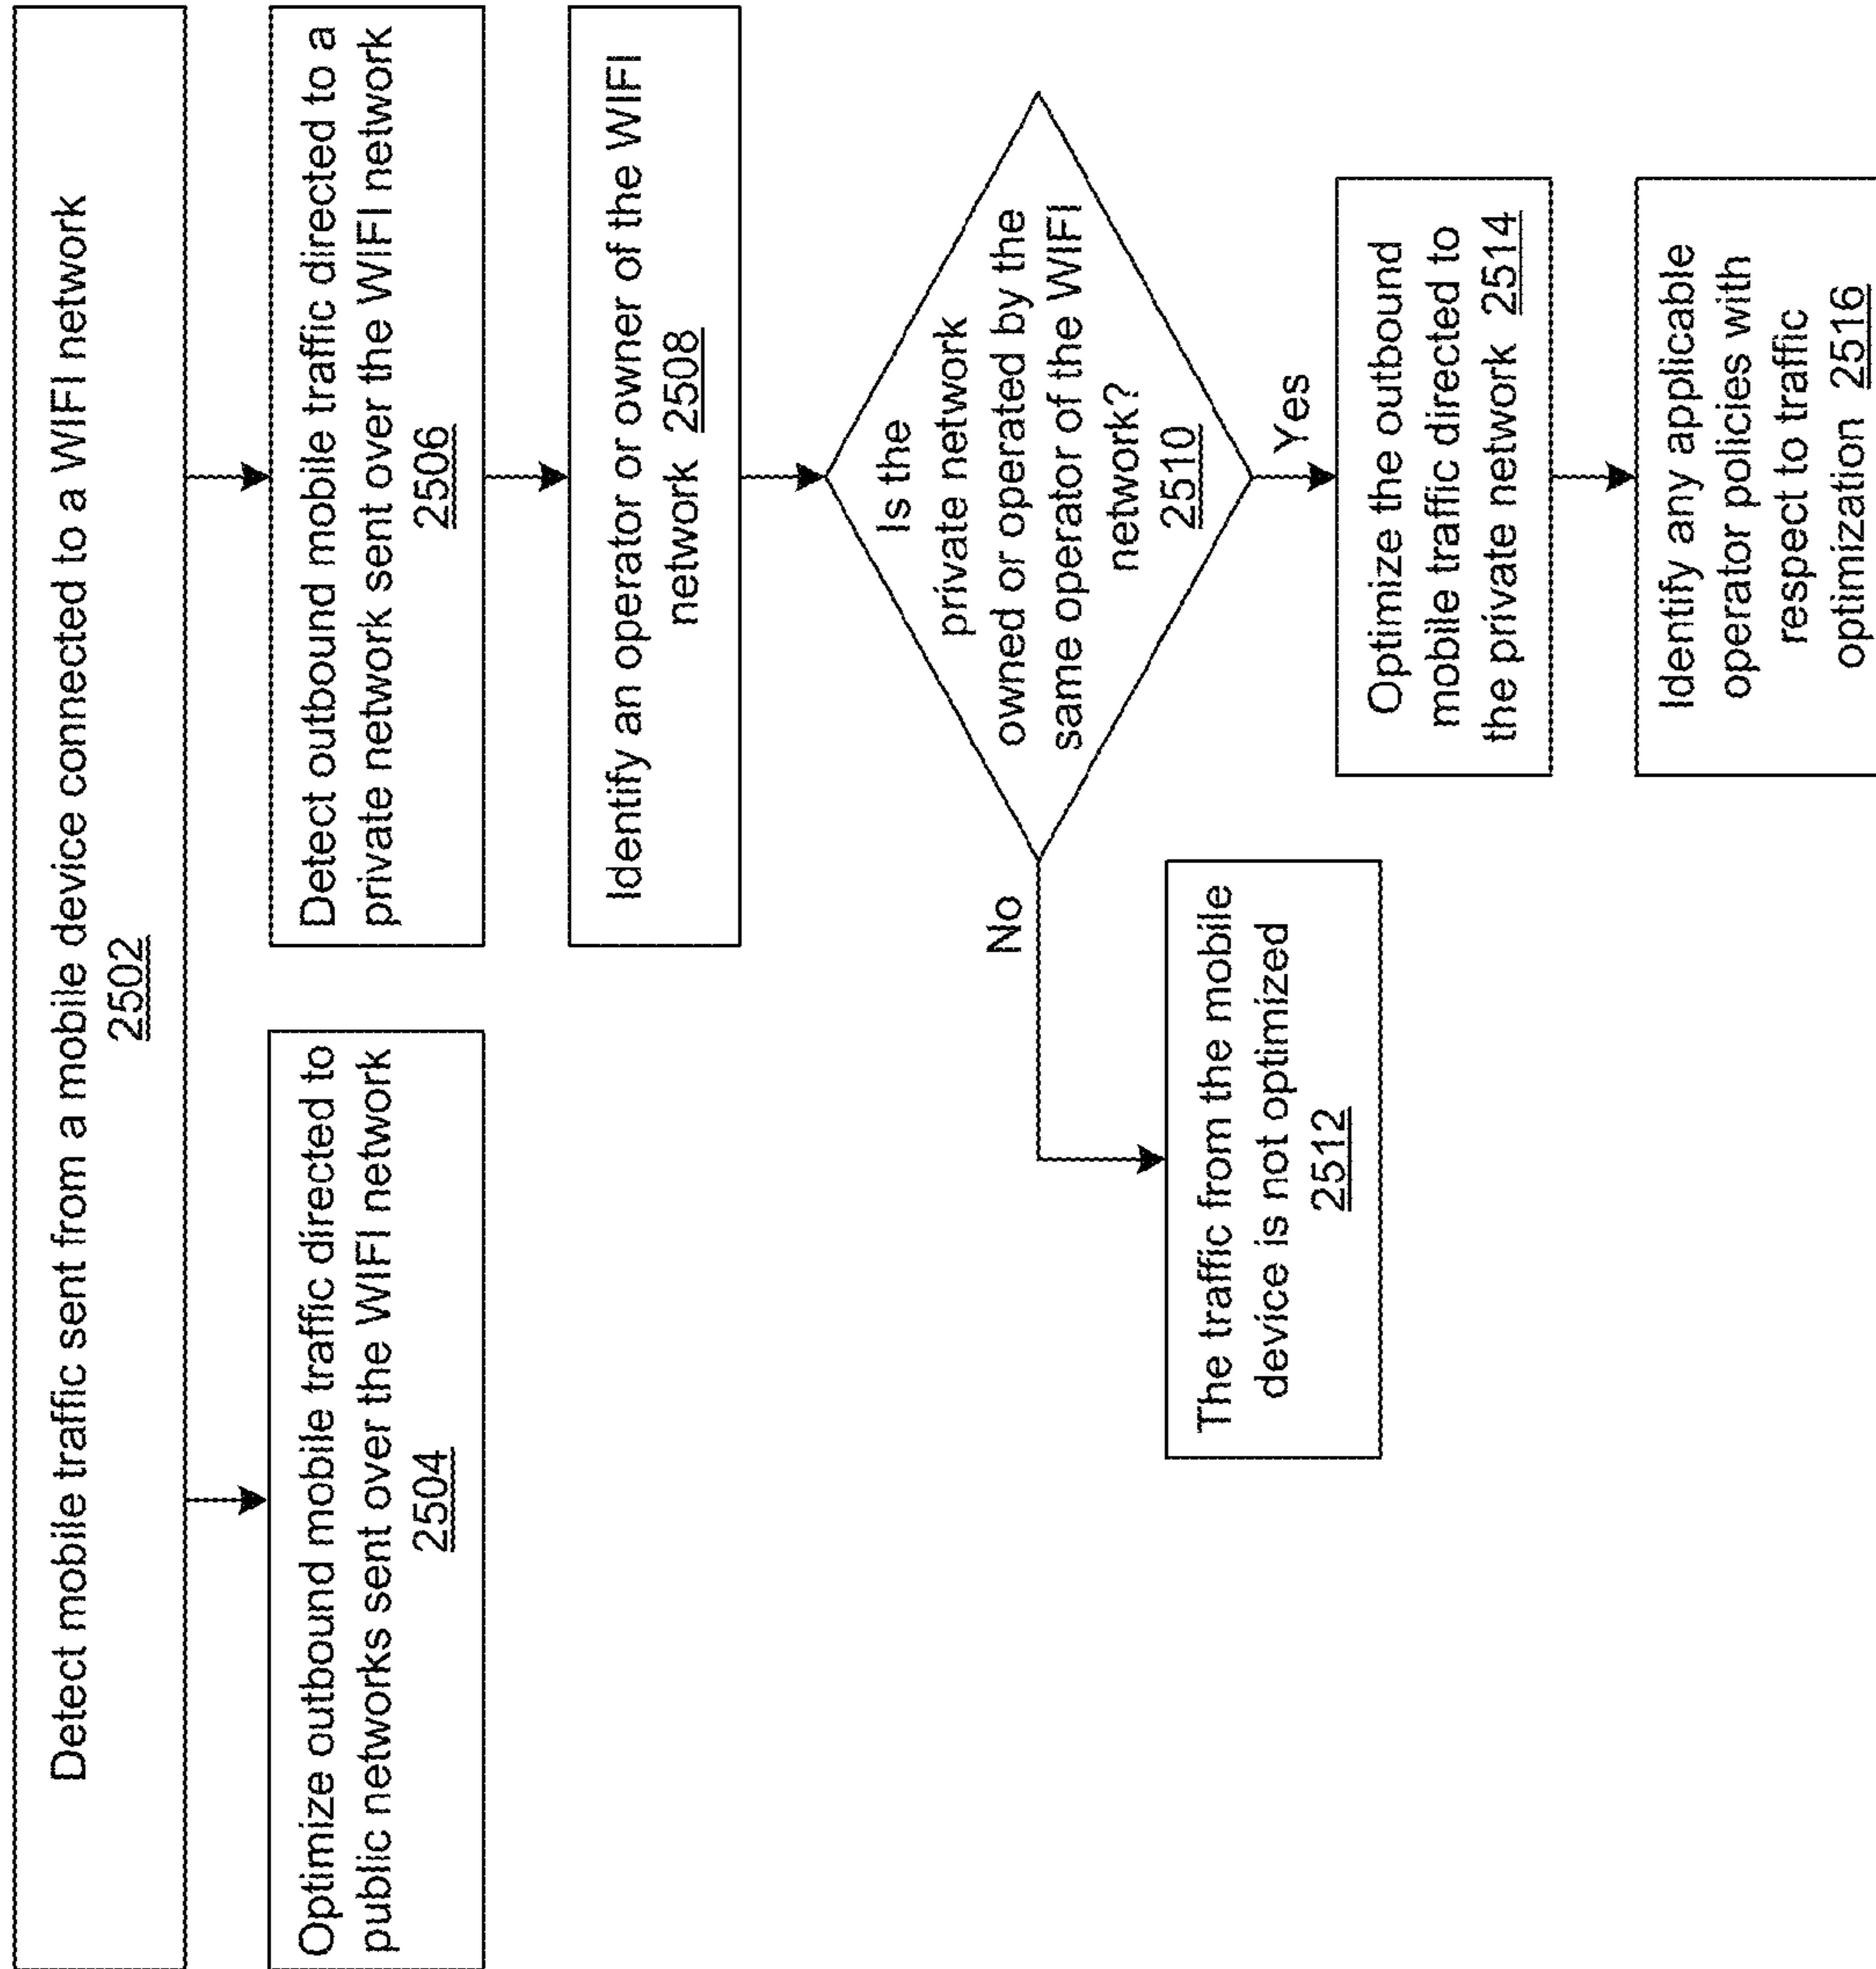 Detect mobile traffic sent from a mobile device connected to a WIFI network
2502
Optimize outbound mobile traffic directed to
public networks sent over the WIFI network
2504
Detect outbound mobile traffic directed to a
private network sent over the WIFI network
2506
Identify an operator or owner of the WIFI
network 2508
Is the
private network
owned or operated by the
same operator of the WIFI
network?
2510
No
Yes
The traffic from the mobile
device is not optimized
2512
Optimize the outbound
mobile traffic directed to
the private network 2514
Identify any applicable
operator policies with
respect to traffic
optimization 2516